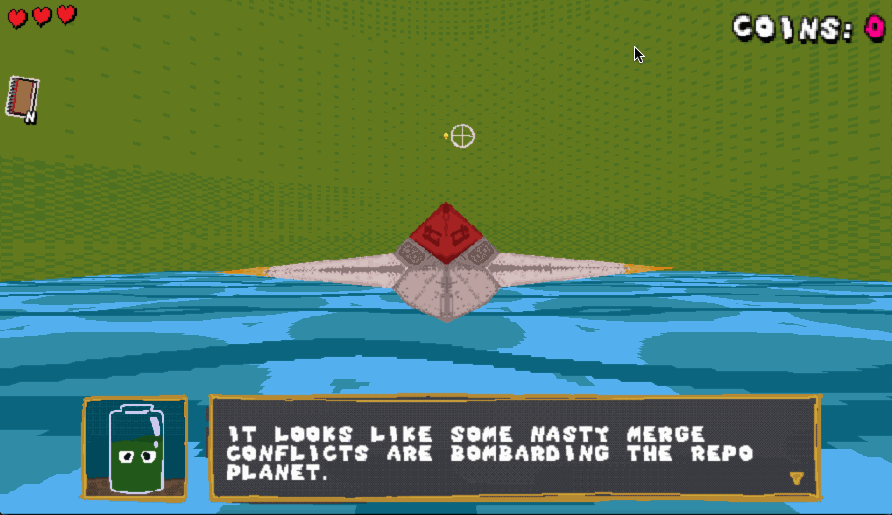 COINS: 0
N
IT LOOKS LIKE SOME NASTY MERGE
CONFLICTS ARE BOMBARDING THE REPO
PLANET.